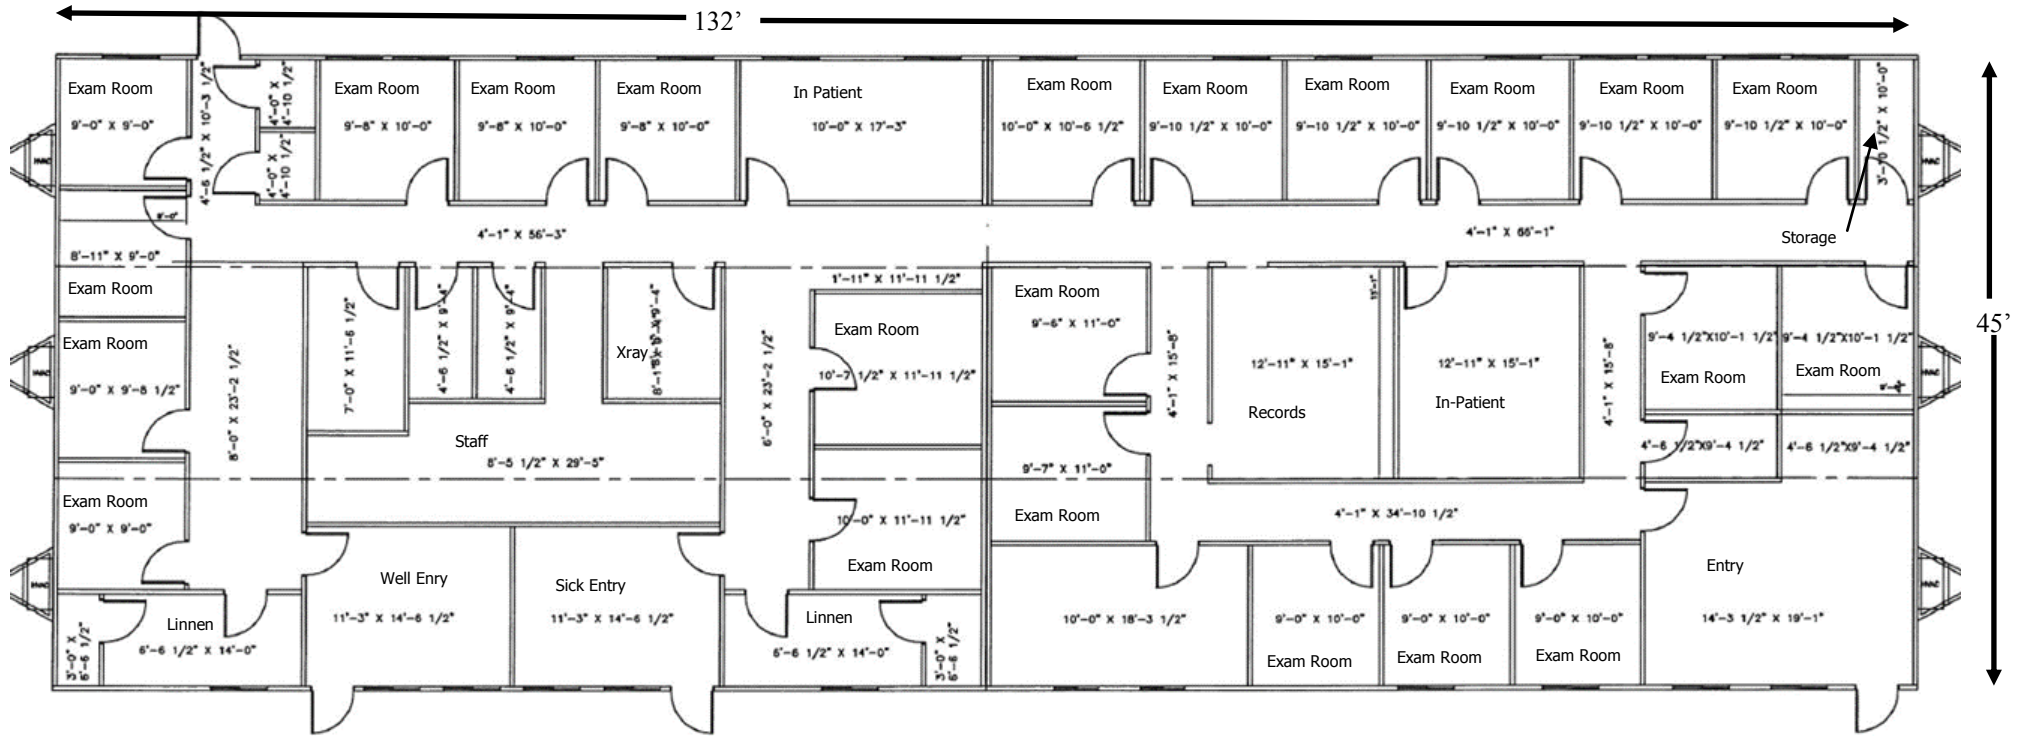 132’
Exam Room
9'-0" X 9'-0"
4'-6 1/2" X 10'-3 1/2"
4'-0" X
4'-10 1/2"
4'-0" X
4'-10 1/2"
Exam Room
9'-8" X 10'-0"
Exam Room
9'-8" X 10'-0"
Exam Room
9'-8" X 10'-0"
In Patient
10'-0" X 17'-3"
Exam Room
10'-0" X 10'-6 1/2"
Exam Room
9'-10 1/2" X 10'-0"
Exam Room
9'-10 1/2" X 10'-0"
Exam Room
9'-10 1/2" X 10'-0"
Exam Room
9'-10 1/2" X 10'-0"
Exam Room
9'-10 1/2" X 10'-0"
3'-10 1/2" X 10'-0"
HVAC
HVAC
4'-1" X 56'-3"
4'-1" X 66'-1"
Storage
8'-11" X 9'-0"
Exam Room
Exam Room
9'-0" X 9'-8 1/2"
HVAC
8'-0" X 23'-2 1/2"
7'-0" X 11'-6 1/2"
4'-6 1/2" X 9'-4"
4'-6 1/2" X 9'-4"
Xray
6'-0" X 23'-2 1/2"
1'-11" X 11'-11 1/2"
Exam Room
10'-7 1/2" X 11'-11 1/2"
Exam Room
9'-6" X 11'-0"
4'-1" X 15'-8"
12'-11" X 15'-1"
Records
12'-11" X 15'-1"
In-Patient
4'-1" X 15'-8"
9'-4 1/2"X10'-1 1/2"
Exam Room
9'-4 1/2"X10'-1 1/2"
Exam Room
HVAC
45’
Staff
8'-5 1/2" X 29'-5"
4'-6 1/2"X9'-4 1/2"
4'-6 1/2"X9'-4 1/2"
9'-7" X 11'-0"
Exam Room
Exam Room
9'-0" X 9'-0"
10'-0" X 11'-11 1/2"
Exam Room
4'-1" X 34'-10 1/2"
HVAC
HVAC
Well Enry
11'-3" X 14'-6 1/2"
Sick Entry
11'-3" X 14'-6 1/2"
Entry
14'-3 1/2" X 19'-1"
3'-0" X
6'-6 1/2"
Linnen
6'-6 1/2" X 14'-0"
Linnen
6'-6 1/2" X 14'-0"
3'-0" X
6'-6 1/2"
10'-0" X 18'-3 1/2"
9'-0" X 10'-0"
Exam Room
9'-0" X 10'-0"
Exam Room
9'-0" X 10'-0"
Exam Room